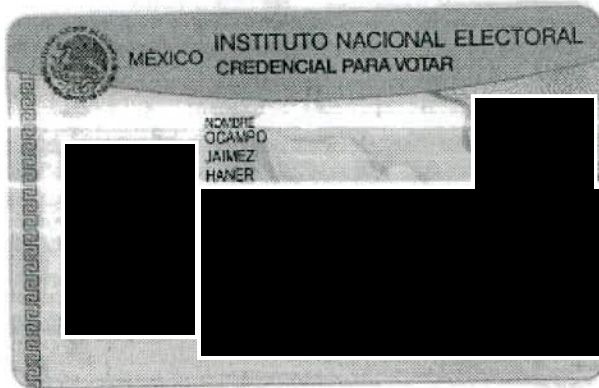 MÉXICO INSTITUTO NACIONAL ELECTORAL
CREDENCIAL PARA VOTAR
NOMBRE
OCAMPO
JAIMEZ
HANER